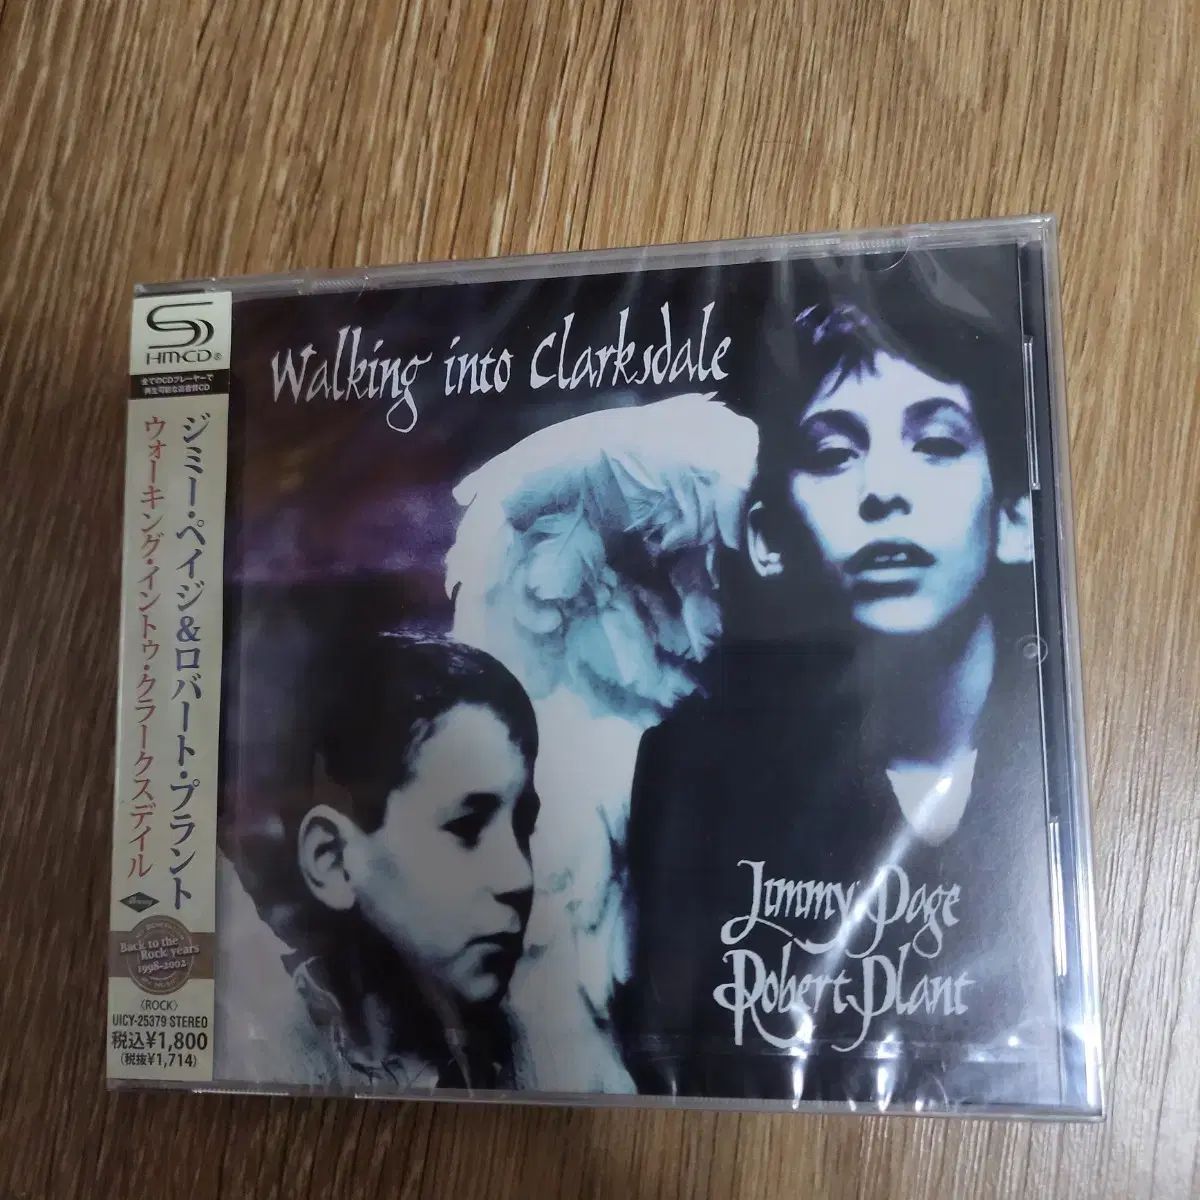 SHM-CD®
全てのCDプレーヤーで
再生可能な高音質CD
ジミー・ペイジ&ロバート・プラント
ウォーキング・イントゥ・クラークスデイル
Back to the
Rock years
1998-2002
〈ROCK〉
UICY-25379 STEREO
税込¥1,800
(税抜¥1,714)
Walking into Clarksdale
Jimmy Page
Robert Plant